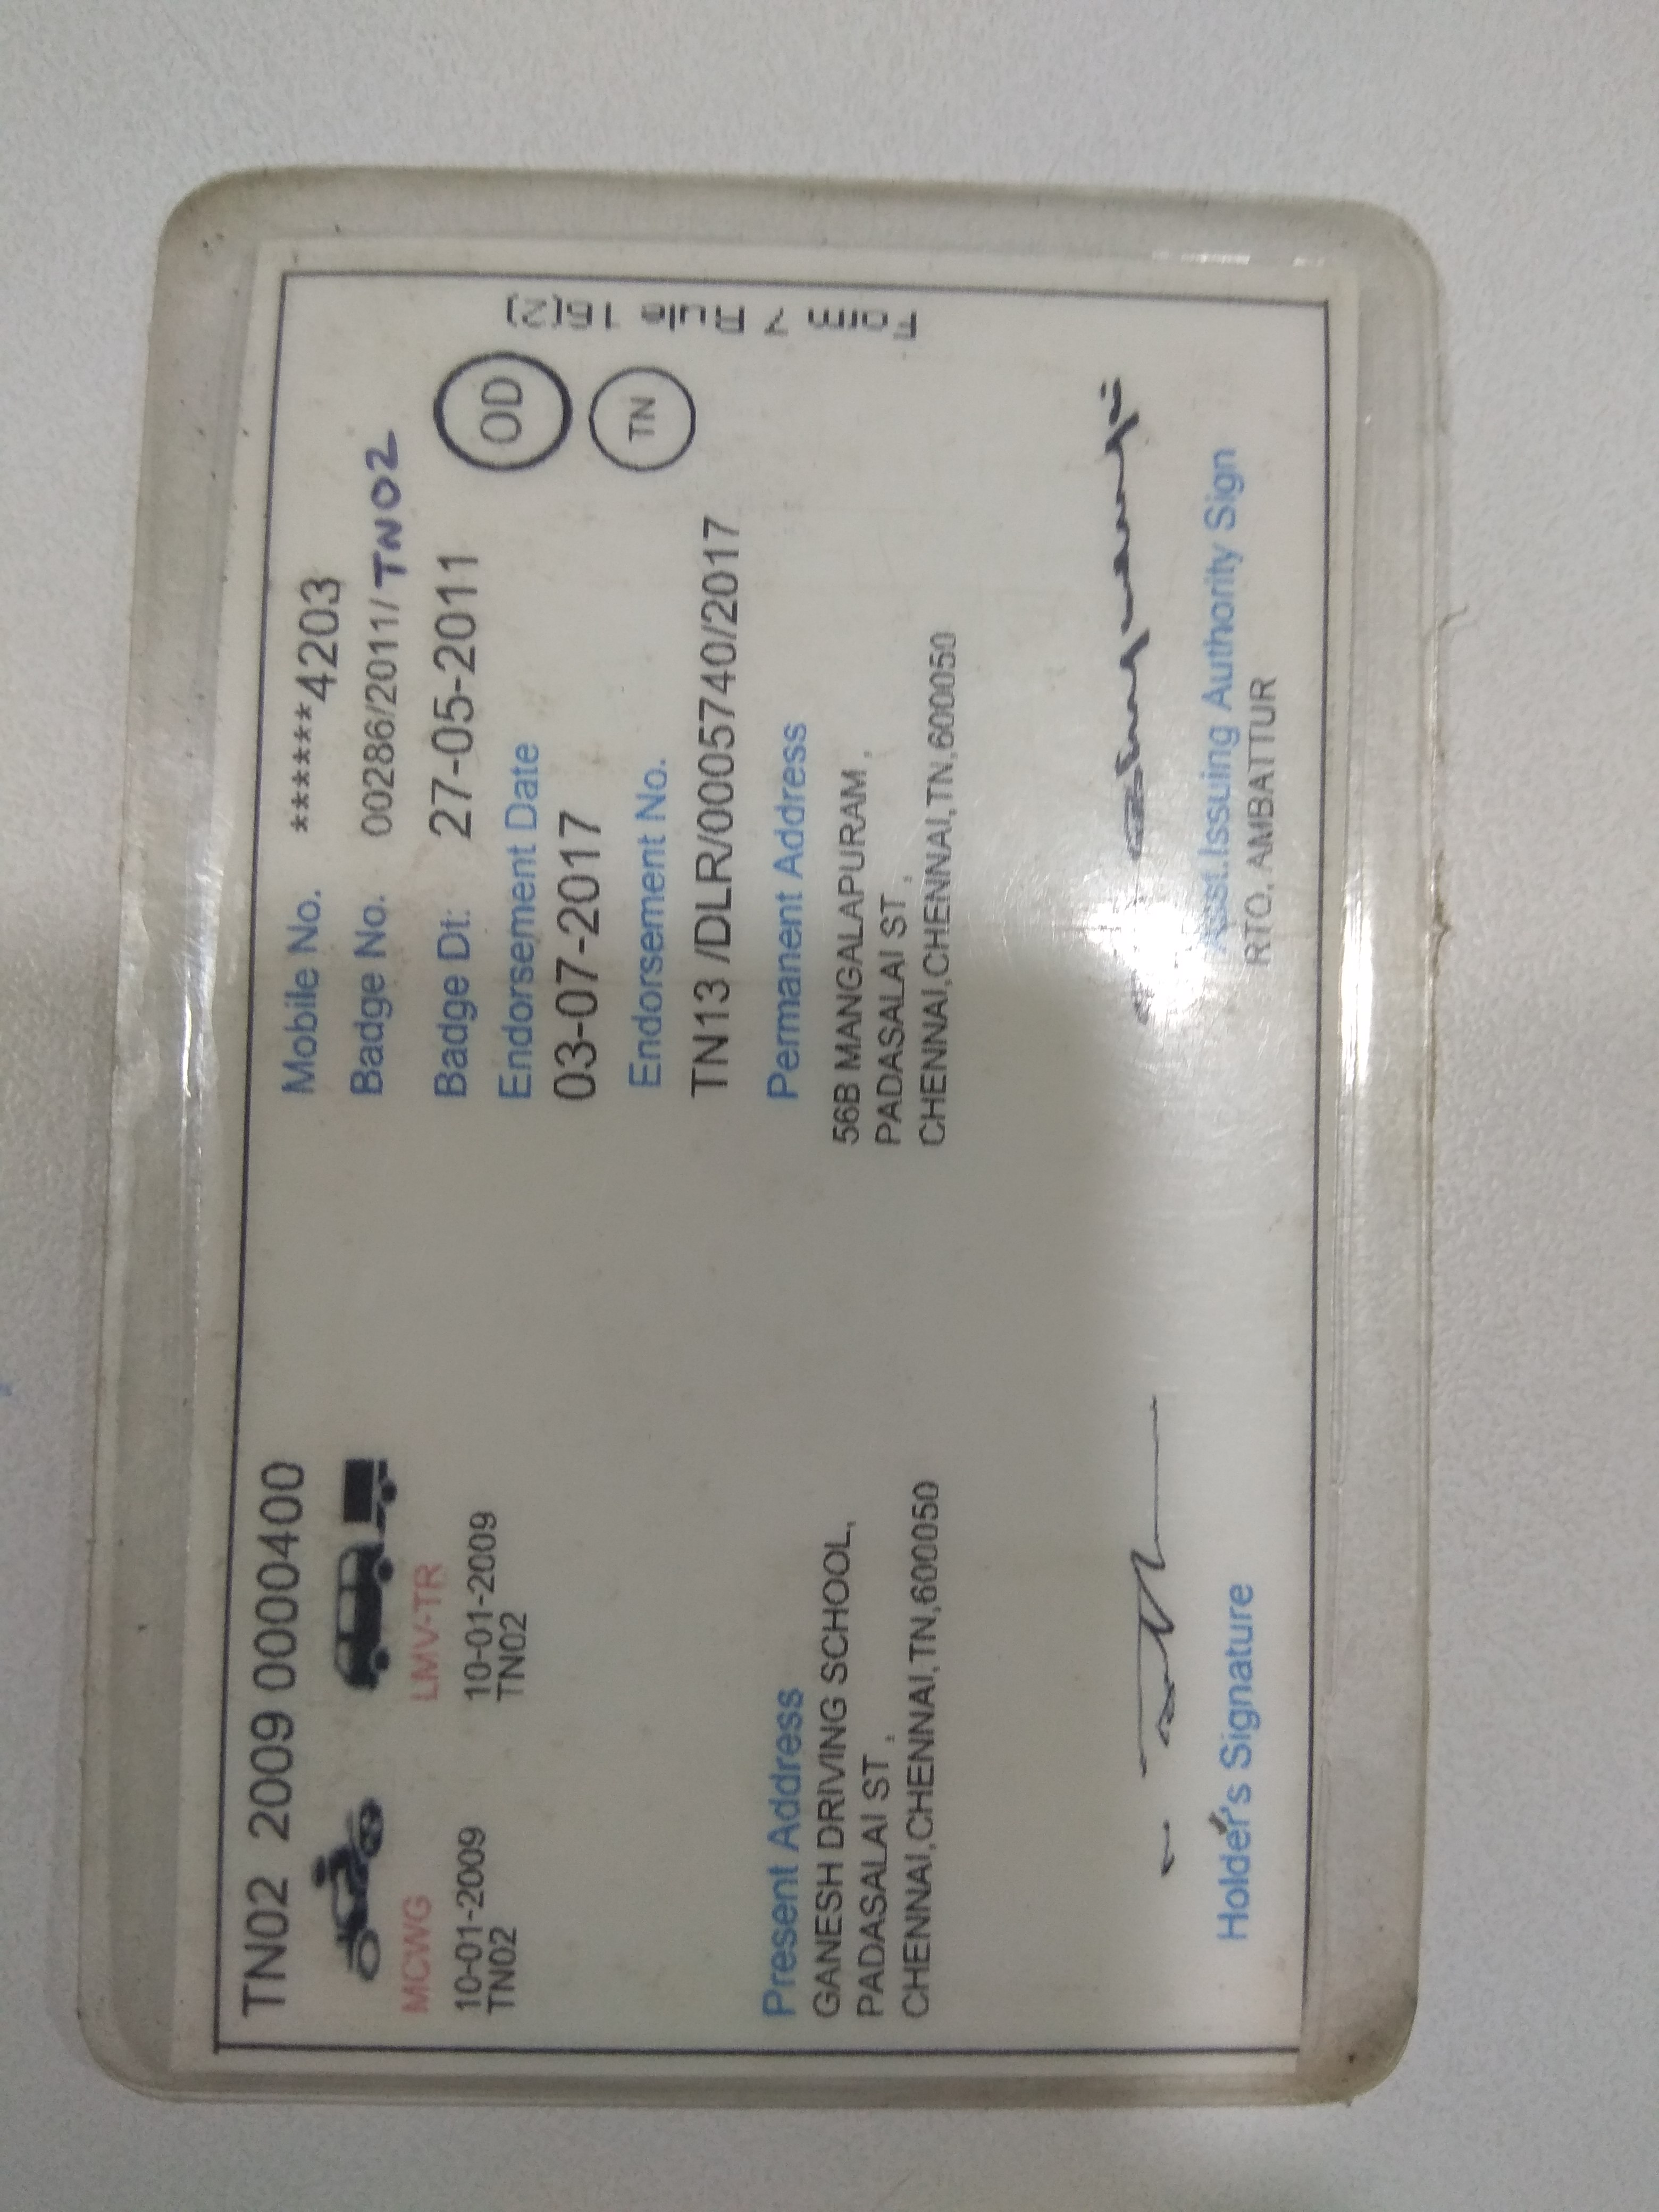 TN02 2009 0000400
MCWG
10-01-2009
TN02
LMV-TR
10-01-2009
TN02
Mobile No. ******4203
Badge No. 00286/2011/TN02
Badge Dt: 27-05-2011
Endorsement Date
03-07-2017
Endorsement No.
TN13 /DLR/0005740/2017
OD
TN
Form 7 Rule 16(2)
Present Address
GANESH DRIVING SCHOOL,
PADASALAI ST ,
CHENNAI,CHENNAI,TN,600050
Permanent Address
56B MANGALAPURAM ,
PADASALAI ST ,
CHENNAI,CHENNAI,TN,600050
Holder's Signature
Asst.Issuing Authority Sign
RTO, AMBATTUR